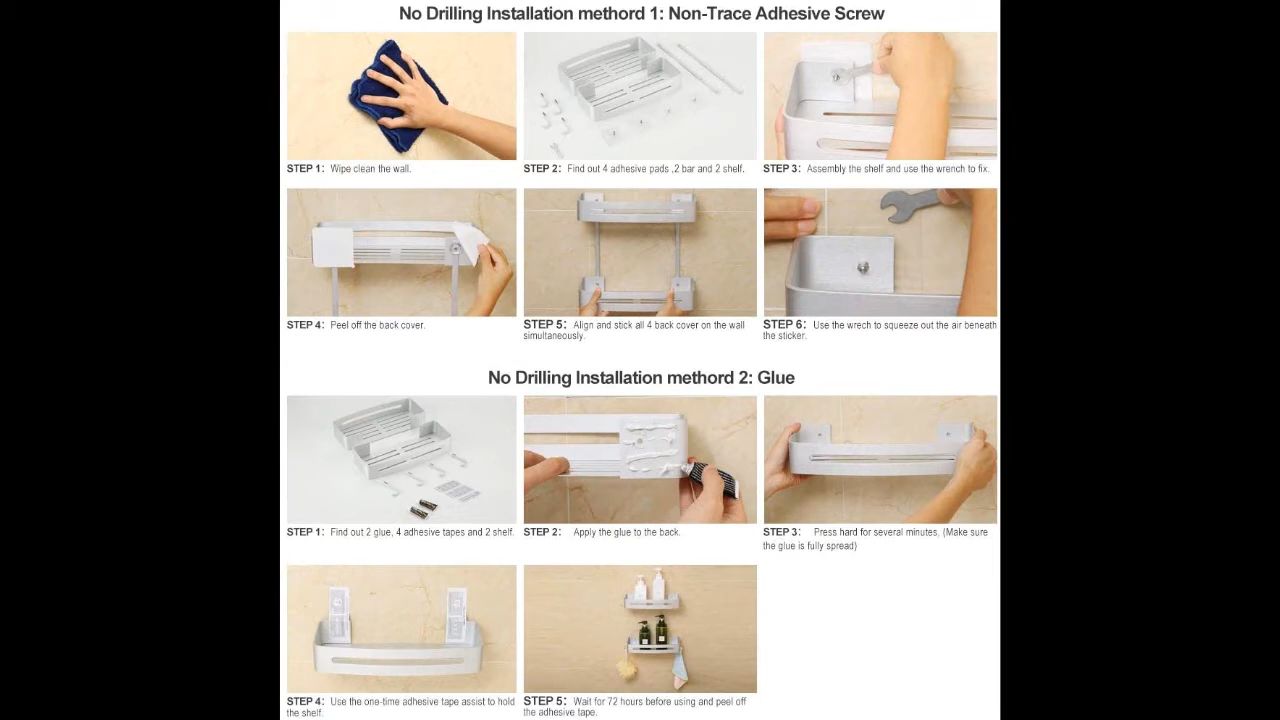 No Drilling Installation methord 1: Non-Trace Adhesive Screw
STEP 1: Wipe clean the wall.
STEP 2: Find out 4 adhesive pads ,2 bar and 2 shelf.
STEP 3: Assembly the shelf and use the wrench to fix.
STEP 4: Peel off the back cover.
STEP 5: Align and stick all 4 back cover on the wall
simultaneously.
STEP 6: Use the wrech to squeeze out the air beneath
the sticker.
No Drilling Installation methord 2: Glue
STEP 1: Find out 2 glue, 4 adhesive tapes and 2 shelf.
STEP 2: Apply the glue to the back.
STEP 3: Press hard for several minutes, (Make sure
the glue is fully spread)
STEP 4: Use the one-time adhesive tape assist to hold
the shelf.
STEP 5: Wait for 72 hours before using and peel off
the adhesive tape.